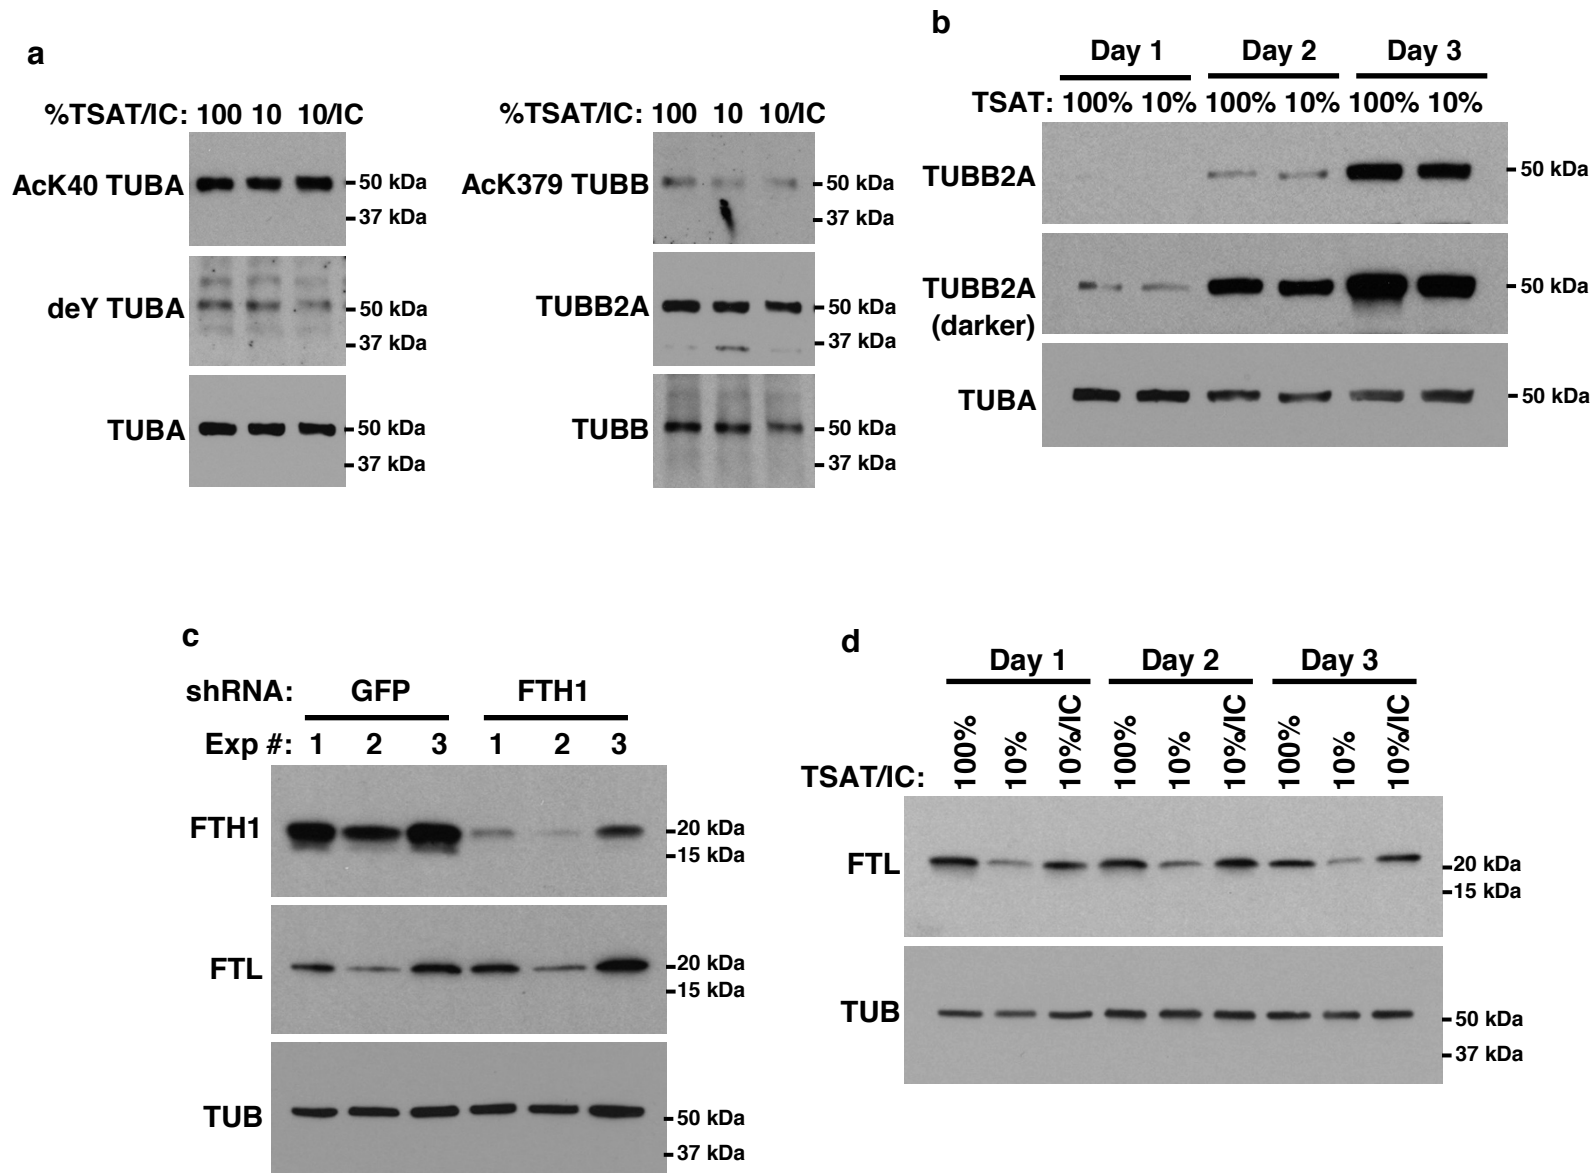 a
%TSAT/IC: 100 10 10/IC
AcK40 TUBA
50 kDa
37 kDa
deY TUBA
50 kDa
37 kDa
TUBA
50 kDa
37 kDa
%TSAT/IC: 100 10 10/IC
AcK379 TUBB
50 kDa
37 kDa
TUBB2A
50 kDa
37 kDa
TUBB
50 kDa
37 kDa
b
Day 1 Day 2 Day 3
TSAT: 100% 10% 100% 10% 100% 10%
TUBB2A
50 kDa
TUBB2A
(darker)
50 kDa
TUBA
50 kDa
c
shRNA: GFP FTH1
Exp #: 1 2 3 1 2 3
FTH1
20 kDa
15 kDa
FTL
20 kDa
15 kDa
TUB
50 kDa
37 kDa
d
Day 1 Day 2 Day 3
TSAT/IC: 100% 10% 10%/IC 100% 10% 10%/IC 100% 10% 10%/IC
FTL
20 kDa
15 kDa
TUB
50 kDa
37 kDa